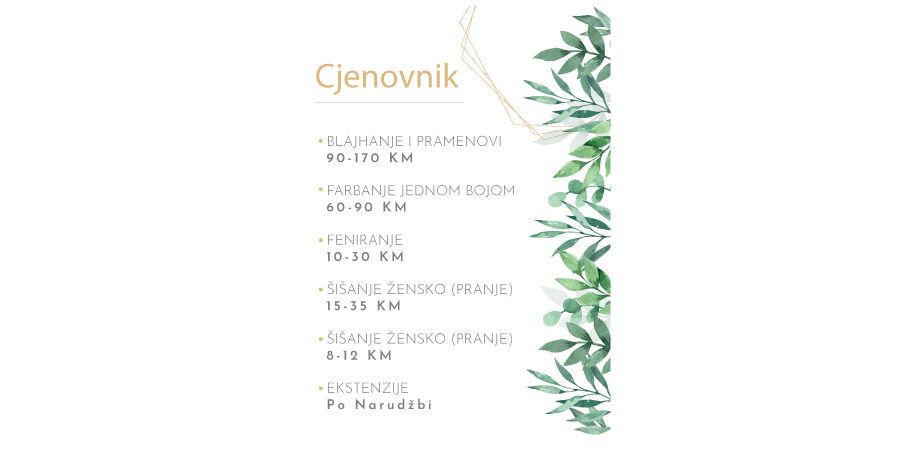 Cjenovnik
• BLAJHANJE I PRAMENOVI
90-170 KM
• FARBANJE JEDNOM BOJOM
60-90 KM
• FENIRANJE
10-30 KM
• ŠIŠANJE ŽENSKO (PRANJE)
15-35 KM
• ŠIŠANJE ŽENSKO (PRANJE)
8-12 KM
• EKSTENZIJE
Po Narudžbi